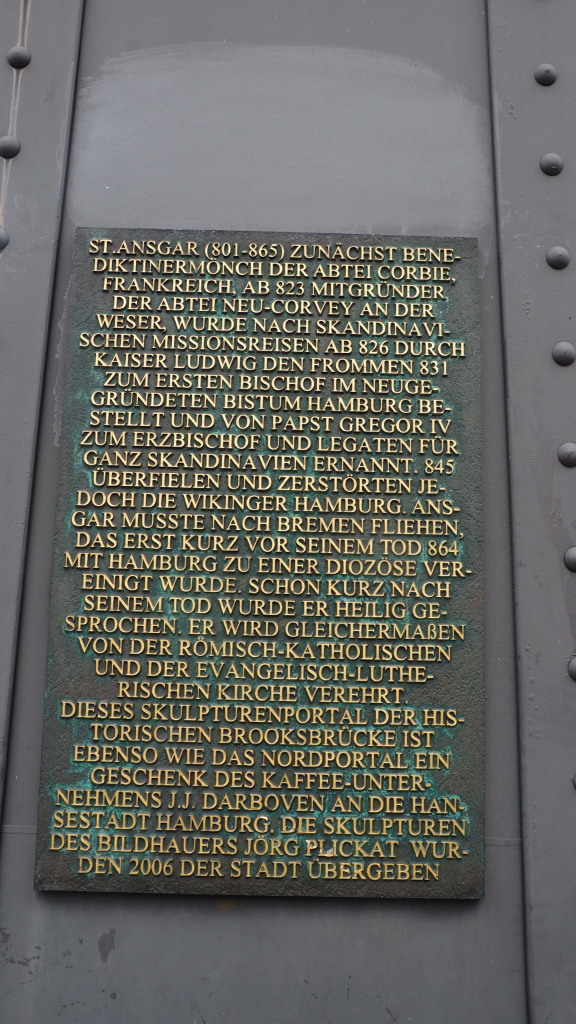 ST.ANSGAR (801-865) ZUNÄCHST BENE-
DIKTINERMÖNCH DER ABTEI CORBIE,
FRANKREICH, AB 823 MITGRÜNDER
DER ABTEI NEU-CORVEY AN DER
WESER, WURDE NACH SKANDINAVI-
SCHEN MISSIONSREISEN AB 826 DURCH
KAISER LUDWIG DEN FROMMEN 831
ZUM ERSTEN BISCHOF IM NEUGE-
GRÜNDETEN BISTUM HAMBURG BE-
STELLT UND VON PAPST GREGOR IV
ZUM ERZBISCHOF UND LEGATEN FÜR
GANZ SKANDINAVIEN ERNANNT. 845
ÜBERFIELEN UND ZERSTÖRTEN JE-
DOCH DIE WIKINGER HAMBURG. ANS-
GAR MUSSTE NACH BREMEN FLIEHEN,
DAS ERST KURZ VOR SEINEM TOD 864
MIT HAMBURG ZU EINER DIOZÖSE VER-
EINIGT WURDE. SCHON KURZ NACH
SEINEM TOD WURDE ER HEILIG GE-
SPROCHEN. ER WIRD GLEICHERMAßEN
VON DER RÖMISCH-KATHOLISCHEN
UND DER EVANGELISCH-LUTHE-
RISCHEN KIRCHE VEREHRT.
DIESES SKULPTURENPORTAL DER HIS-
TORISCHEN BROOKSBRÜCKE IST
EBENSO WIE DAS NORDPORTAL EIN
GESCHENK DES KAFFEE-UNTER-
NEHMENS J.J. DARBOVEN AN DIE HAN-
SESTADT HAMBURG. DIE SKULPTUREN
DES BILDHAUERS JÖRG PLICKAT WUR-
DEN 2006 DER STADT ÜBERGEBEN